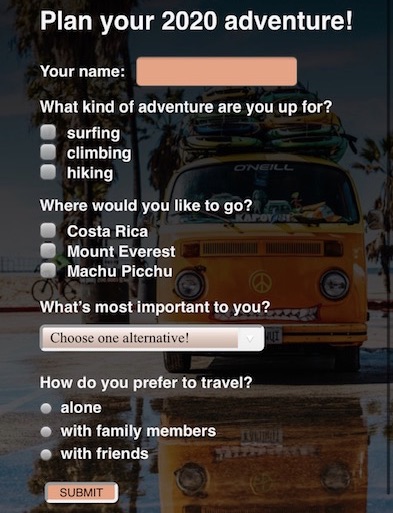 Plan your 2020 adventure!
Your name:
What kind of adventure are you up for?
surfing
climbing
hiking
Where would you like to go?
Costa Rica
Mount Everest
Machu Picchu
What's most important to you?
Choose one alternative!
How do you prefer to travel?
alone
with family members
with friends
SUBMIT
O'NEILL